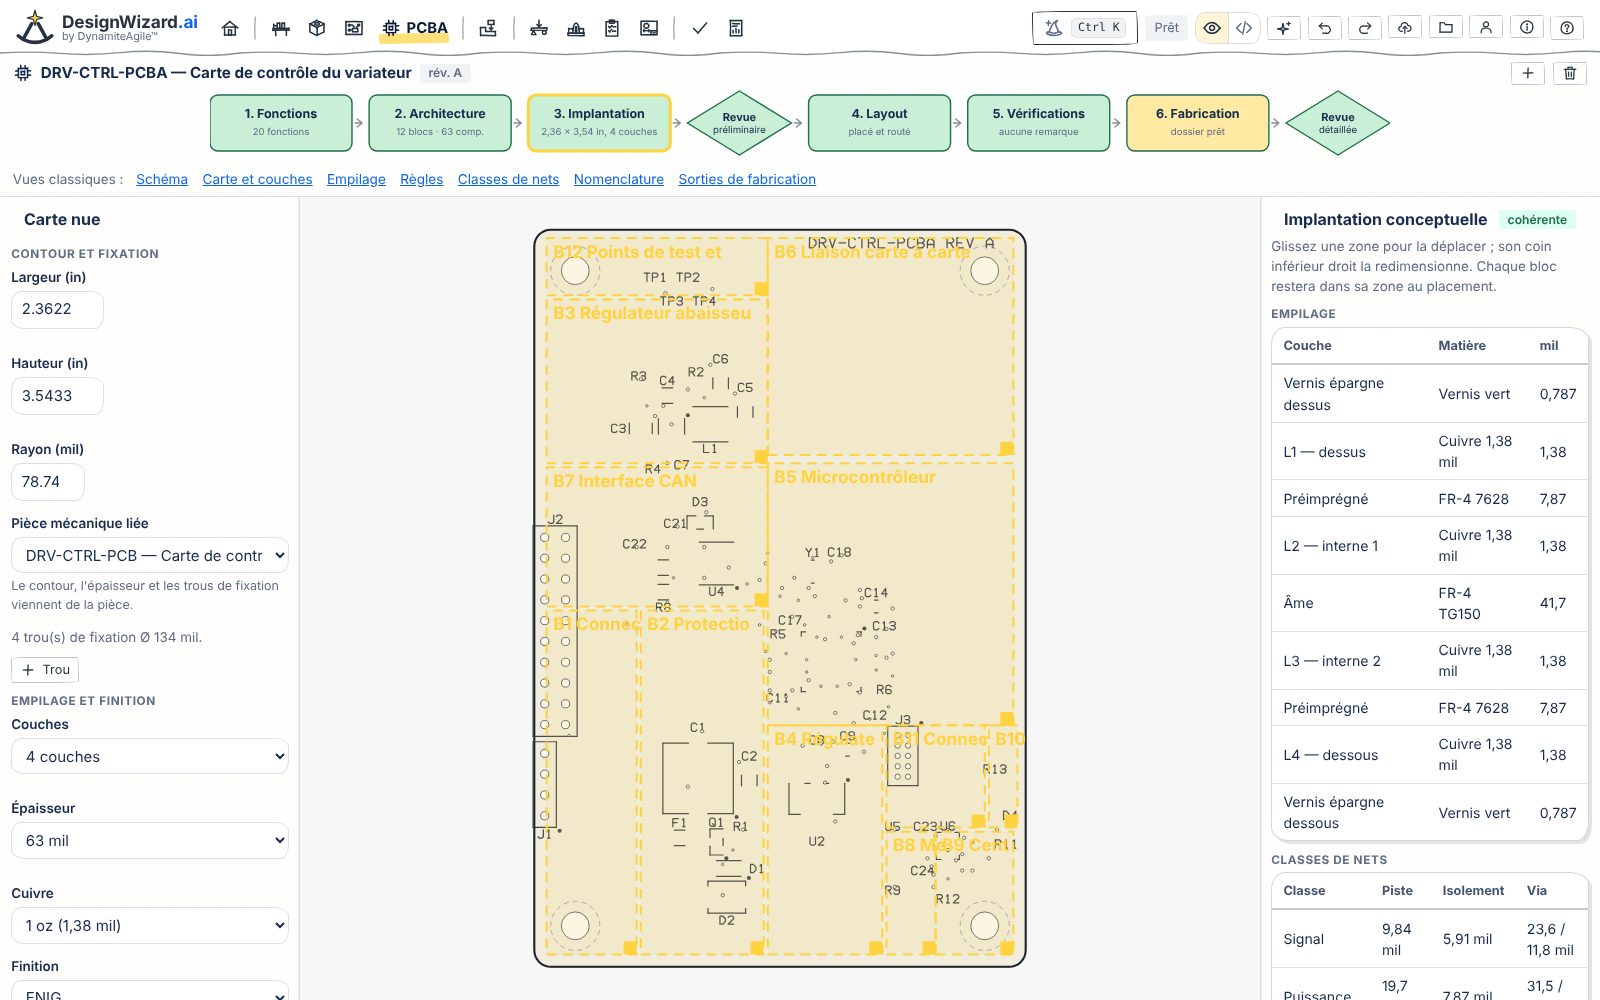 DesignWizard.ai
by DynamiteAgile™
PCBA
Ctrl K
Prêt
DRV-CTRL-PCBA — Carte de contrôle du variateur rév. A
1. Fonctions
20 fonctions
2. Architecture
12 blocs · 63 comp.
3. Implantation
2,36 × 3,54 in, 4 couches
Revue
préliminaire
4. Layout
placé et routé
5. Vérifications
aucune remarque
6. Fabrication
dossier prêt
Revue
détaillée
Vues classiques : Schéma Carte et couches Empilage Règles Classes de nets Nomenclature Sorties de fabrication
Carte nue
CONTOUR ET FIXATION
Largeur (in)
2.3622
Hauteur (in)
3.5433
Rayon (mil)
78.74
Pièce mécanique liée
DRV-CTRL-PCB — Carte de contr
Le contour, l'épaisseur et les trous de fixation
viennent de la pièce.
4 trou(s) de fixation Ø 134 mil.
Trou
EMPILAGE ET FINITION
Couches
4 couches
Épaisseur
63 mil
Cuivre
1 oz (1,38 mil)
Finition
ENIG
DRV-CTRL-PCBA REV A
B12 Points de test et
B6 Liaison carte à carte
TP1 TP2
TP3 TP4
B3 Régulateur abaisseu
C6
R3 C4 R2
C5
C3
L1
R4 C7
B7 Interface CAN
B5 Microcontrôleur
D3
J2
C21
C22
Y1 C18
U4
C14
R8
C17
C13
B1 Connec
B2 Protectio
R5
R6
C11
C12 J3
C1
B4 Régulate
C8 C9
B11 Connec
B10
C2
R13
F1 Q1 R1
D4
U5 C23 U6
J1
U2
B8 Me
B9 Cent
R11
D1
C24
R9
R12
D2
Implantation conceptuelle cohérente
Glissez une zone pour la déplacer ; son coin
inférieur droit la redimensionne. Chaque bloc
restera dans sa zone au placement.
EMPILAGE
Couche Matière mil
Vernis épargne dessus Vernis vert 0,787
L1 — dessus Cuivre 1,38 mil 1,38
Préimprégné FR-4 7628 7,87
L2 — interne 1 Cuivre 1,38 mil 1,38
Âme FR-4 TG150 41,7
L3 — interne 2 Cuivre 1,38 mil 1,38
Préimprégné FR-4 7628 7,87
L4 — dessous Cuivre 1,38 mil 1,38
Vernis épargne dessous Vernis vert 0,787
CLASSES DE NETS
Classe Piste Isolement Via
Signal 9,84 mil 5,91 mil 23,6 / 11,8 mil
Puissance 19,7 7,87 mil 31,5 /